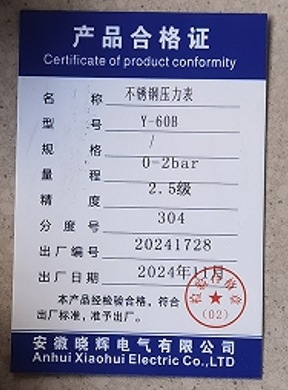 产品合格证
Certificate of product conformity
名称 不锈钢压力表
型号 Y-60B
规格 /
量程 0-2bar
精度 2.5级
分度号 304
出厂编号 20241728
出厂日期 2024年11月
本产品经检验合格，符合
出厂标准，准予出厂。
(02)
安徽晓辉电气有限公司
Anhui Xiaohui Electric Co.,LTD